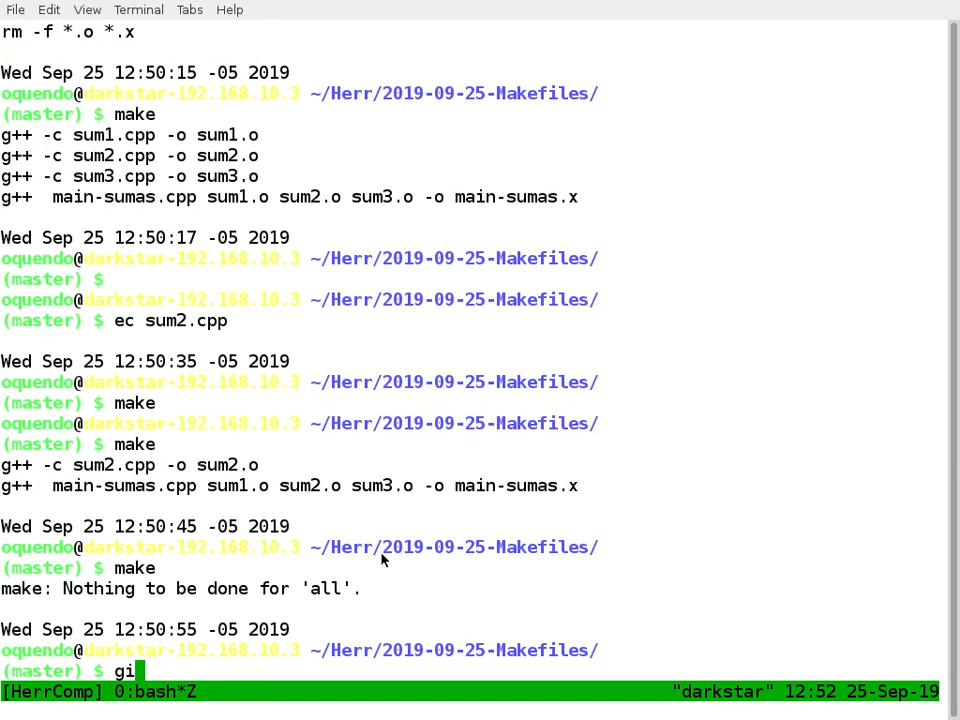 File Edit View Terminal Tabs Help
rm -f *.o *.x
Wed Sep 25 12:50:15 -05 2019
oquendo@darkstar-192.168.10.3 ~/Herr/2019-09-25-Makefiles/
(master) $ make
g++ -c sum1.cpp -o sum1.o
g++ -c sum2.cpp -o sum2.o
g++ -c sum3.cpp -o sum3.o
g++  main-sumas.cpp sum1.o sum2.o sum3.o -o main-sumas.x
Wed Sep 25 12:50:17 -05 2019
oquendo@darkstar-192.168.10.3 ~/Herr/2019-09-25-Makefiles/
(master) $
oquendo@darkstar-192.168.10.3 ~/Herr/2019-09-25-Makefiles/
(master) $ ec sum2.cpp
Wed Sep 25 12:50:35 -05 2019
oquendo@darkstar-192.168.10.3 ~/Herr/2019-09-25-Makefiles/
(master) $ make
oquendo@darkstar-192.168.10.3 ~/Herr/2019-09-25-Makefiles/
(master) $ make
g++ -c sum2.cpp -o sum2.o
g++  main-sumas.cpp sum1.o sum2.o sum3.o -o main-sumas.x
Wed Sep 25 12:50:45 -05 2019
oquendo@darkstar-192.168.10.3 ~/Herr/2019-09-25-Makefiles/
(master) $ make
make: Nothing to be done for 'all'.
Wed Sep 25 12:50:55 -05 2019
oquendo@darkstar-192.168.10.3 ~/Herr/2019-09-25-Makefiles/
(master) $ gi
[HerrComp] 0:bash*Z "darkstar" 12:52 25-Sep-19